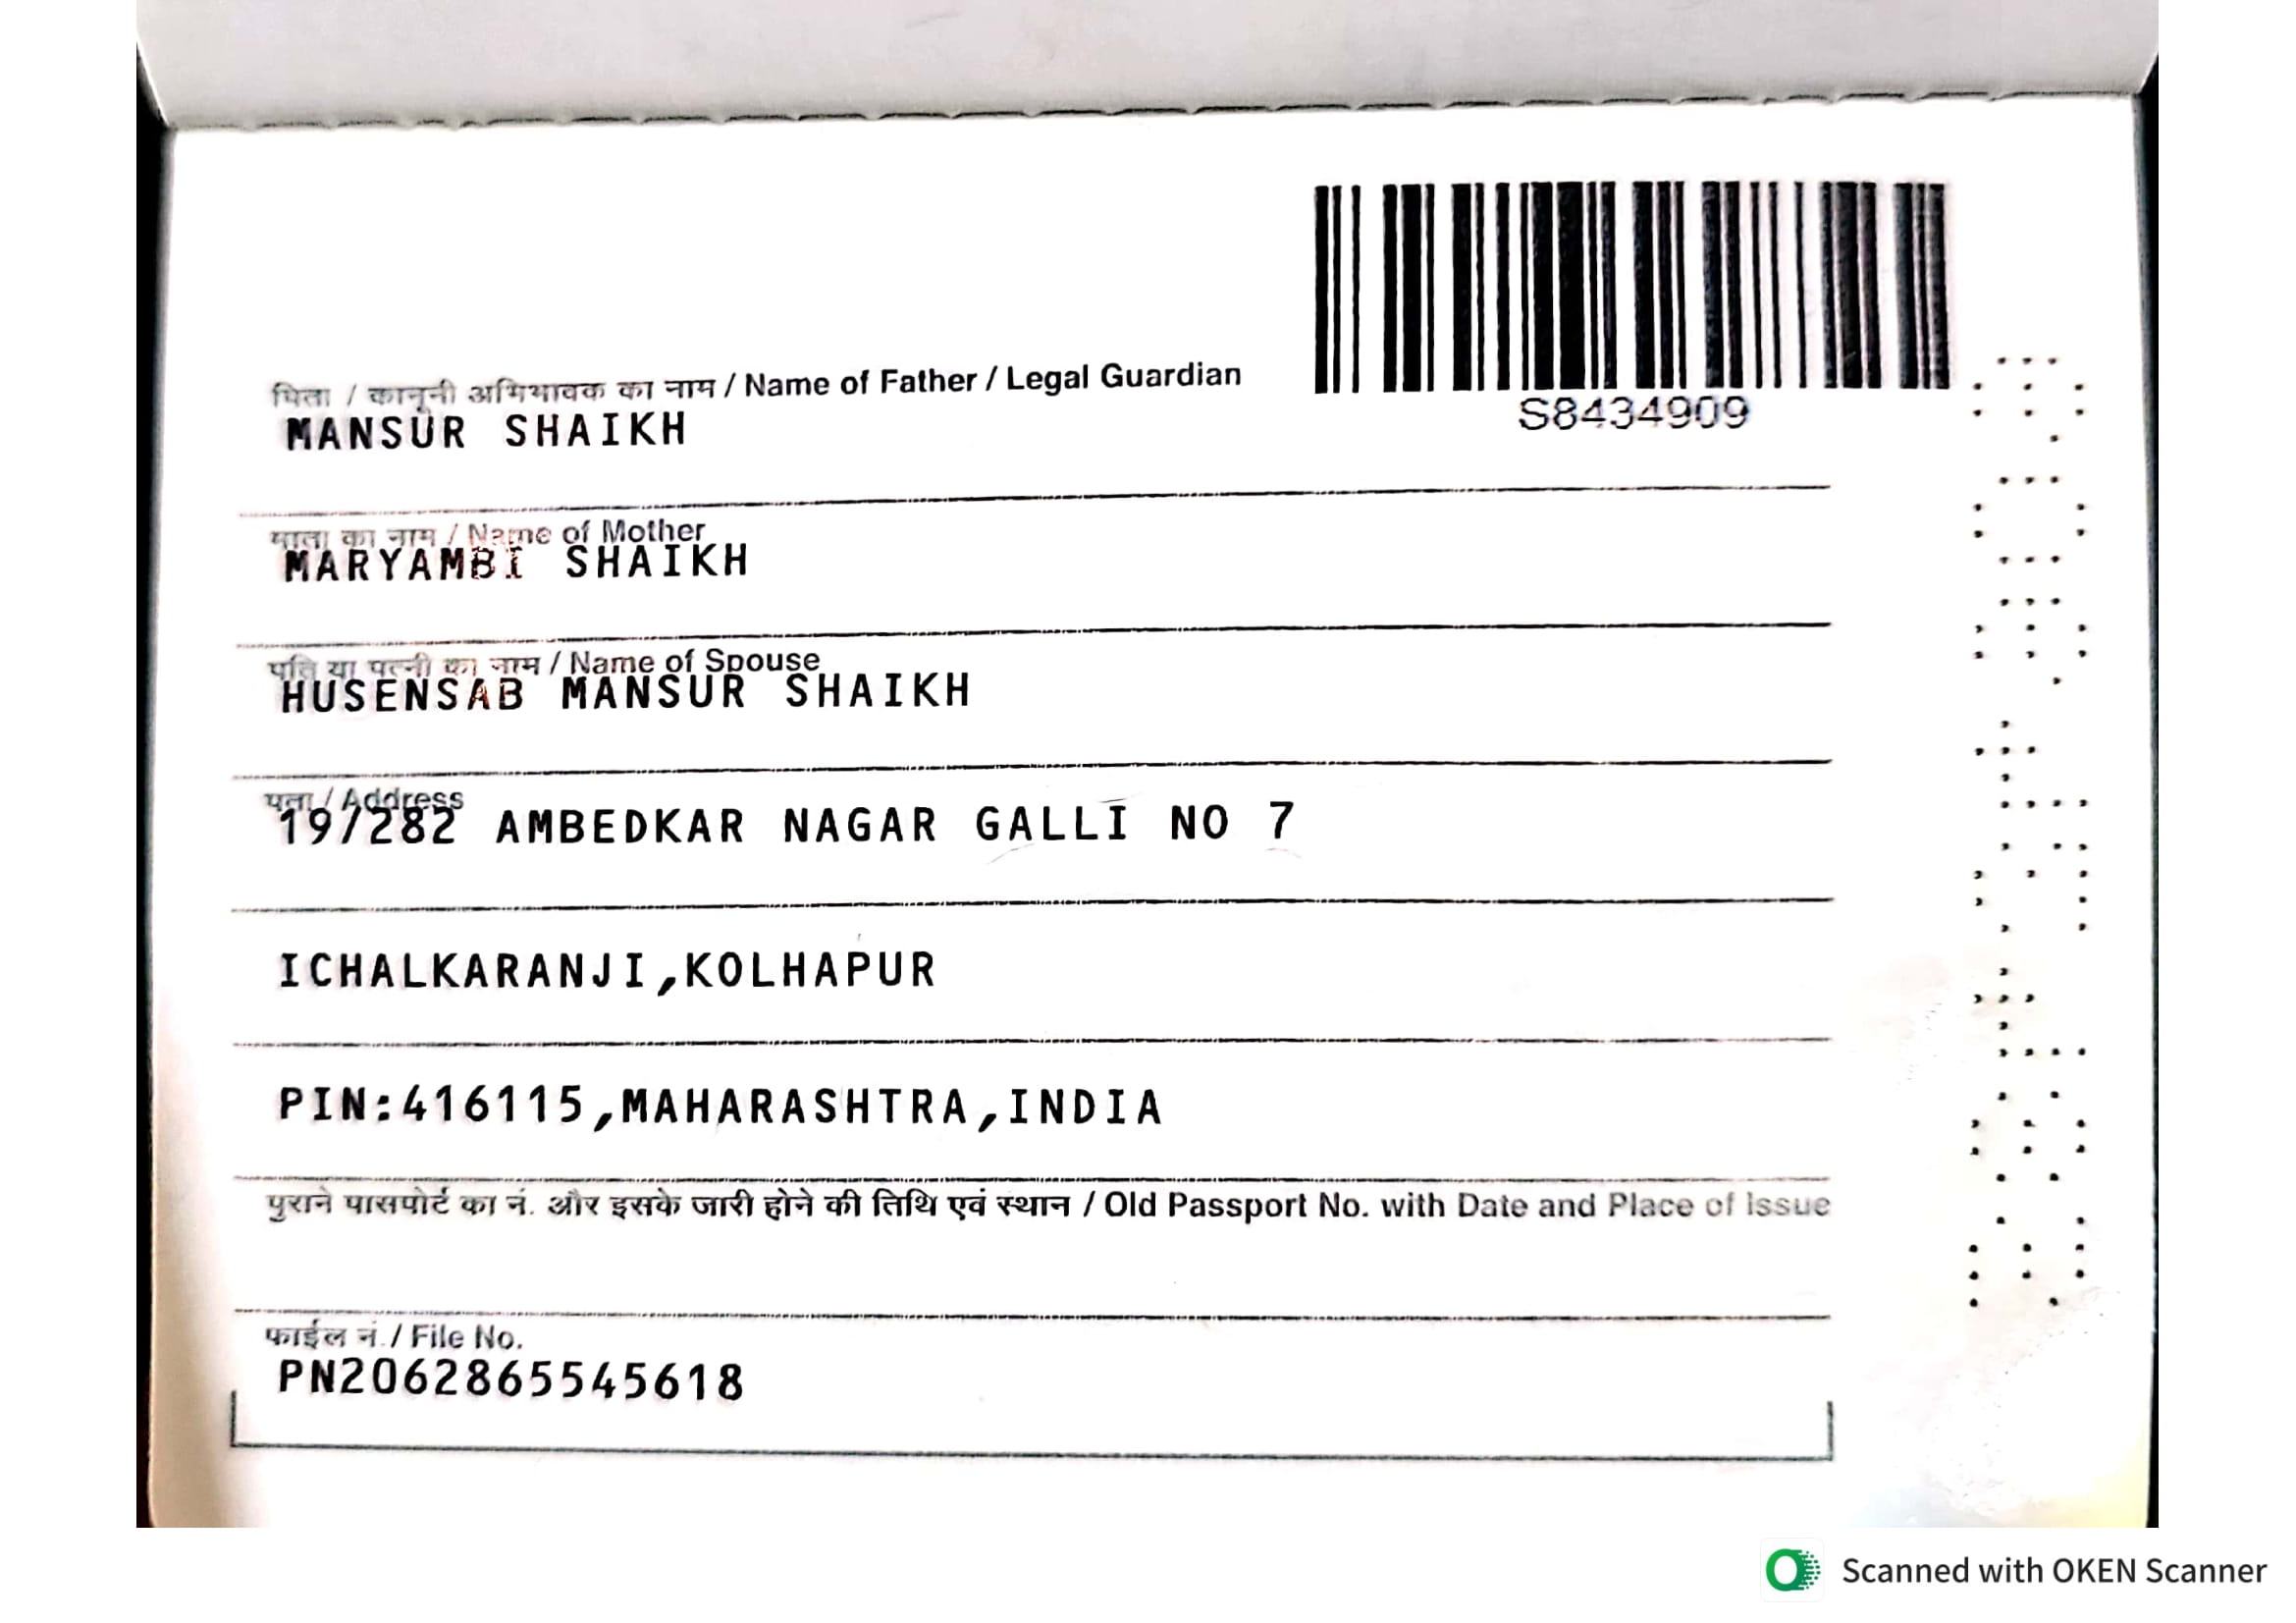 S8434909
पिता / कानूनी अभिभावक का नाम / Name of Father / Legal Guardian
MANSUR SHAIKH
माता का नाम / Name of Mother
MARYAMBI SHAIKH
पति या पत्नी का नाम / Name of Spouse
HUSENSAB MANSUR SHAIKH
पता / Address
19/282 AMBEDKAR NAGAR GALLI NO 7
ICHALKARANJI,KOLHAPUR
PIN:416115,MAHARASHTRA,INDIA
पुराने पासपोर्ट का नं. और इसके जारी होने की तिथि एवं स्थान / Old Passport No. with Date and Place of Issue
फाईल नं. / File No.
PN2062865545618
Scanned with OKEN Scanner